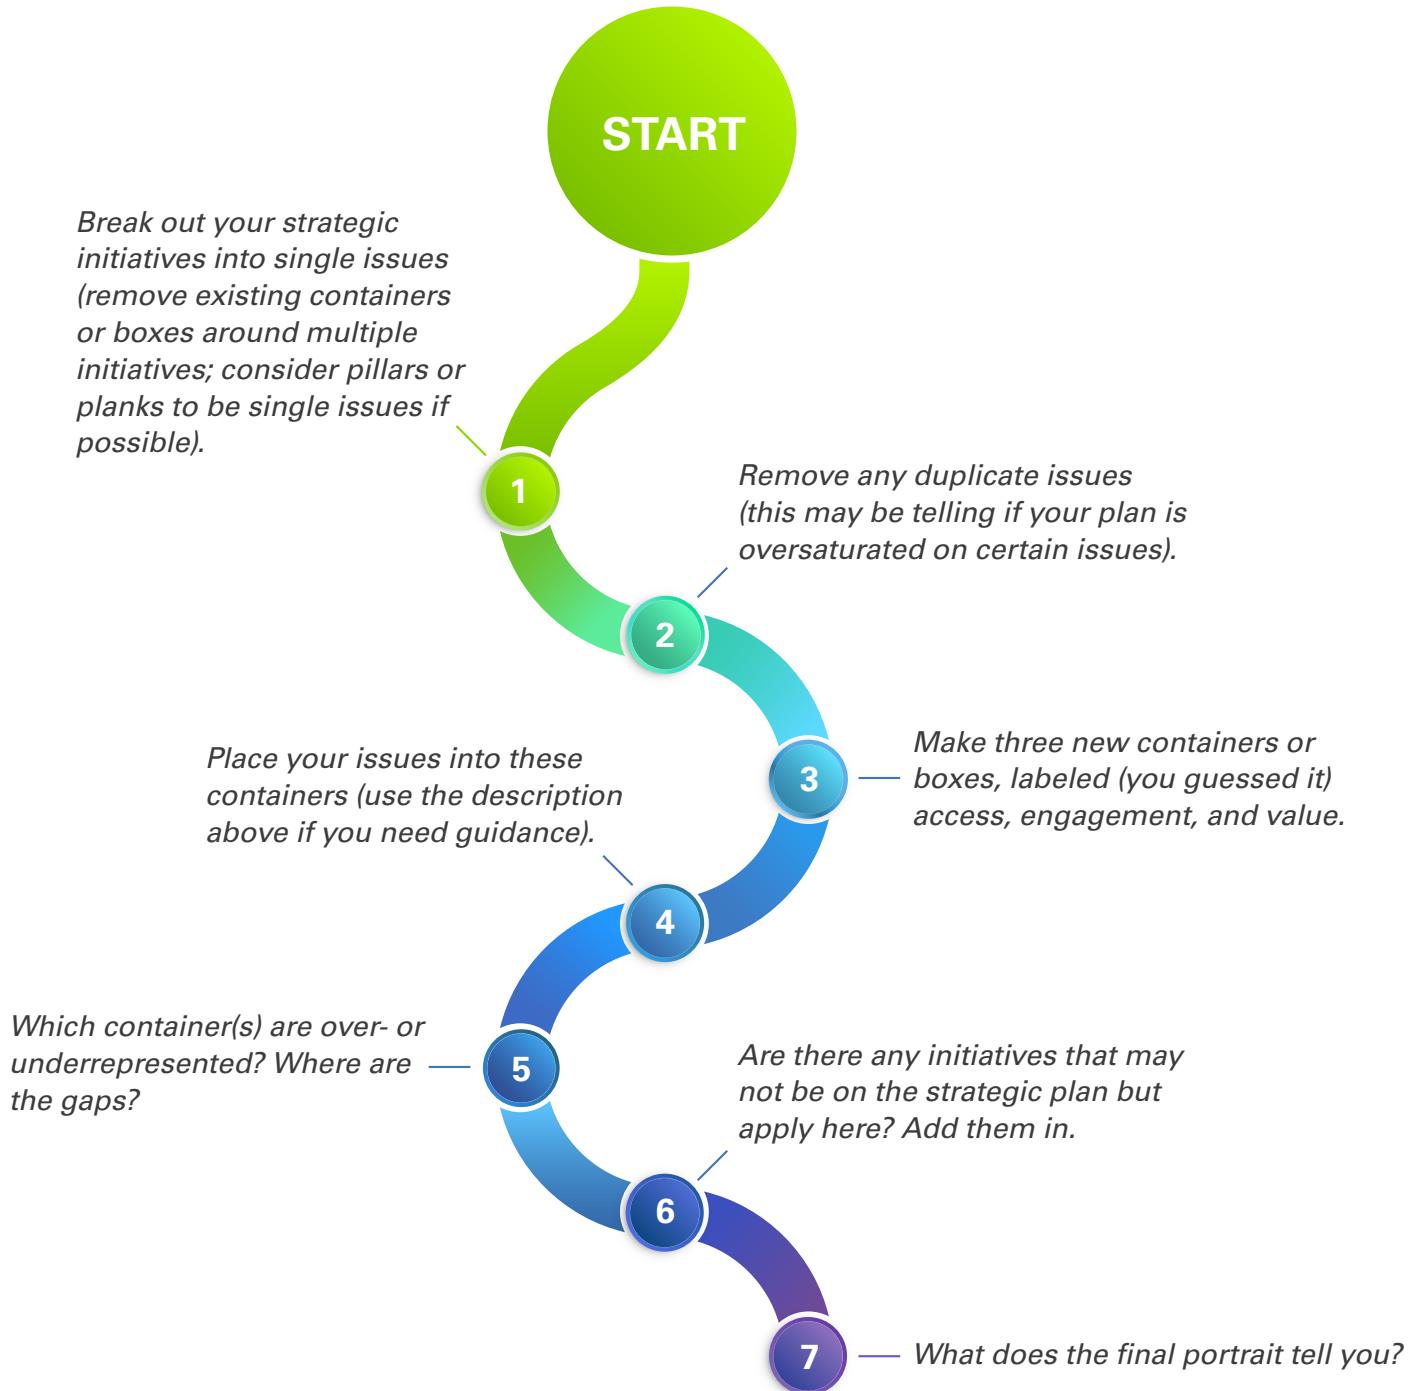 START
Break out your strategic
initiatives into single issues
(remove existing containers
or boxes around multiple
initiatives; consider pillars or
planks to be single issues if
possible).
1
Remove any duplicate issues
(this may be telling if your plan is
oversaturated on certain issues).
2
Make three new containers or
boxes, labeled (you guessed it)
access, engagement, and value.
3
Place your issues into these
containers (use the description
above if you need guidance).
4
Which container(s) are over- or
underrepresented? Where are
the gaps?
5
Are there any initiatives that may
not be on the strategic plan but
apply here? Add them in.
6
7
What does the final portrait tell you?